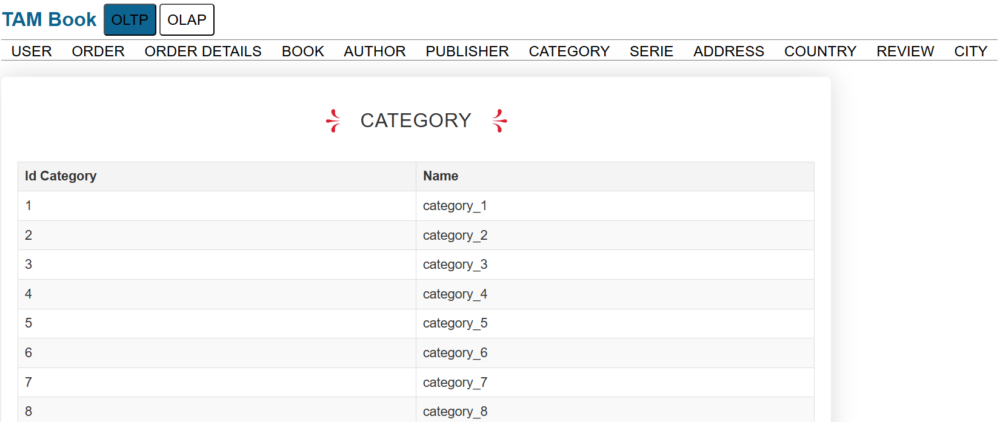 TAM Book OLTP OLAP
USER ORDER ORDER DETAILS BOOK AUTHOR PUBLISHER CATEGORY SERIE ADDRESS COUNTRY REVIEW CITY
CATEGORY
Id Category Name
1 category_1
2 category_2
3 category_3
4 category_4
5 category_5
6 category_6
7 category_7
8 category_8